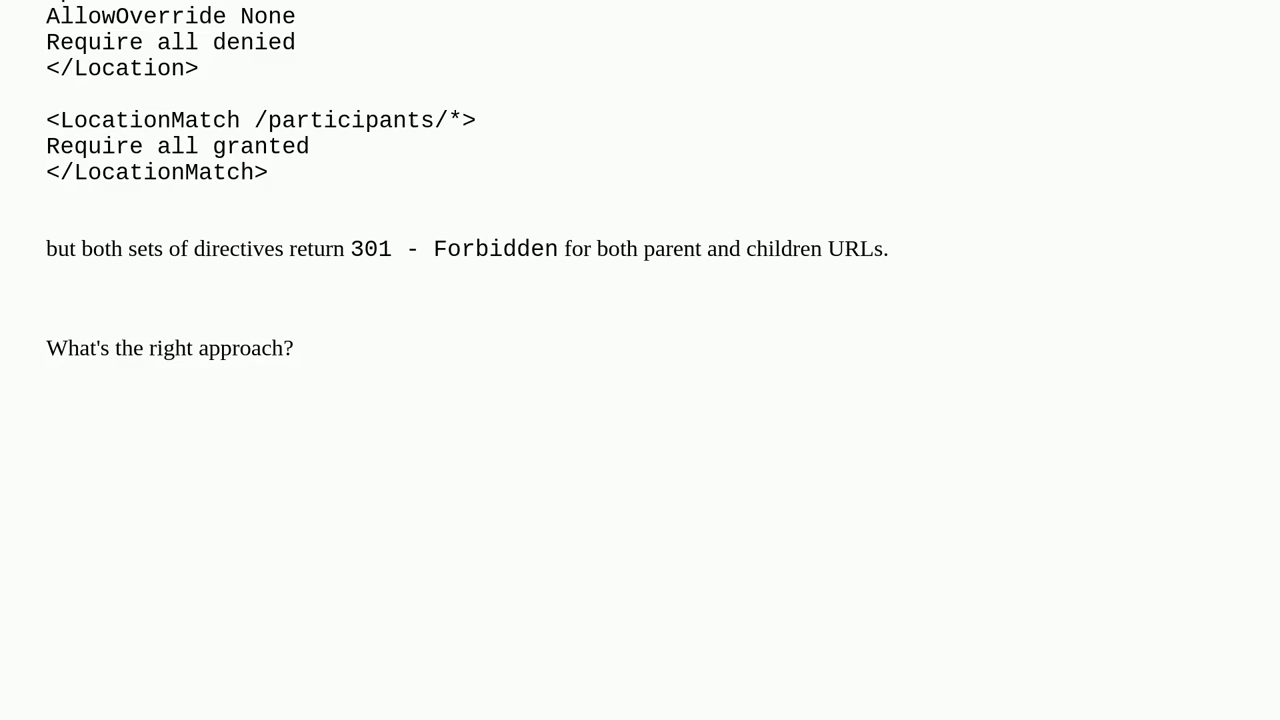 AllowOverride None
Require all denied
</Location>
<LocationMatch /participants/*>
Require all granted
</LocationMatch>
but both sets of directives return 301 - Forbidden for both parent and children URLs.
What's the right approach?